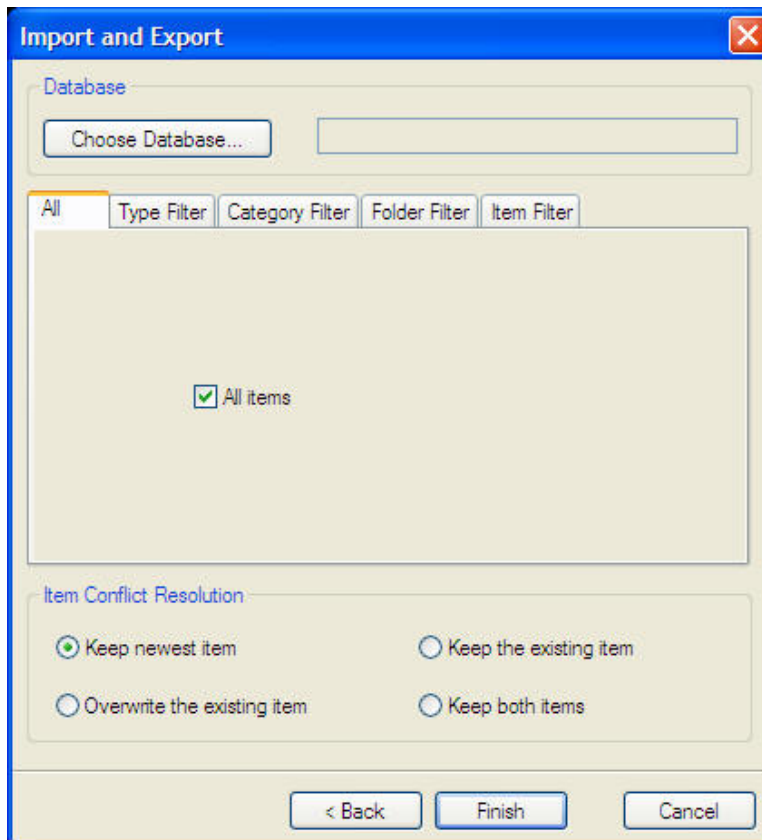 Import and Export
Database
Choose Database...
All Type Filter Category Filter Folder Filter Item Filter
All items
Item Conflict Resolution
Keep newest item Keep the existing item
Overwrite the existing item Keep both items
< Back Finish Cancel